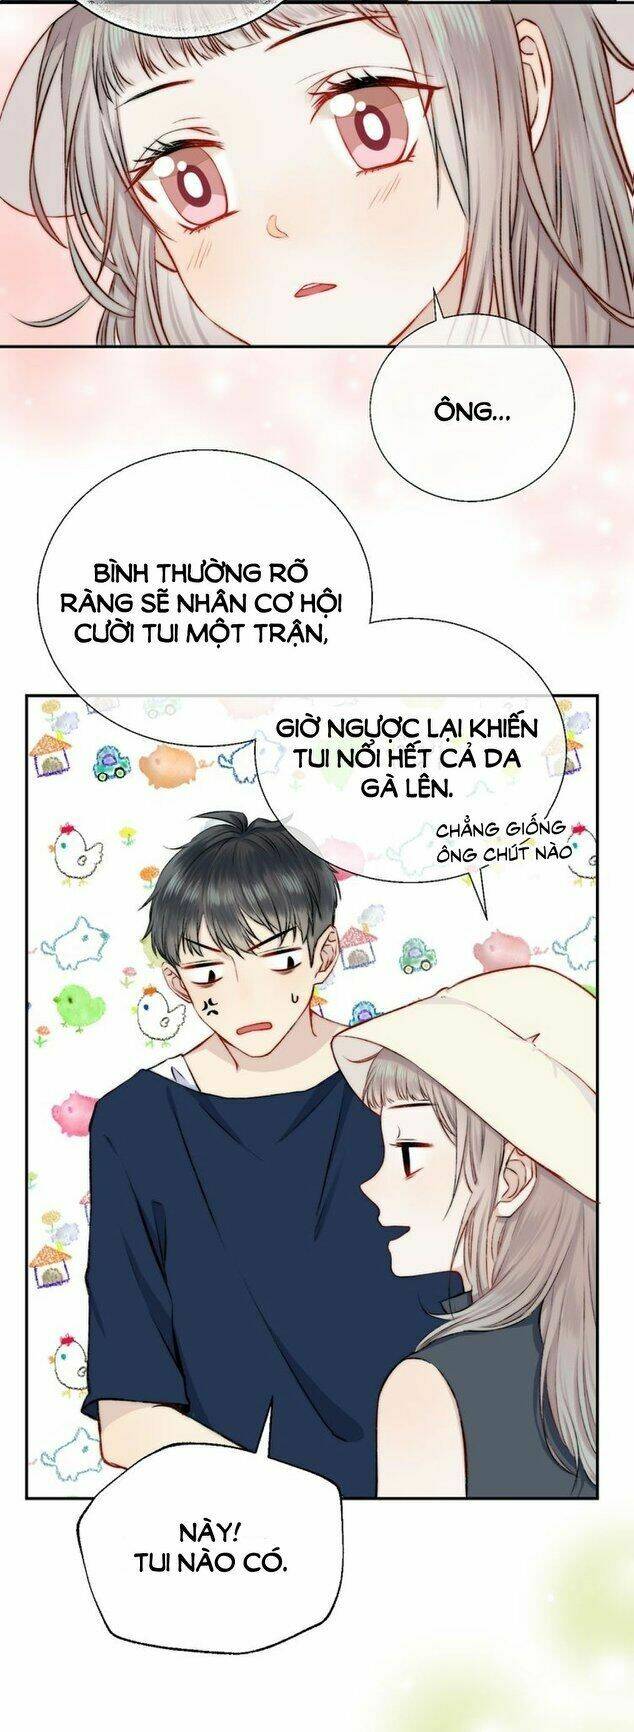 ÔNG...
BÌNH THƯỜNG RÕ
RÀNG SẼ NHÂN CƠ HỘI
CƯỜI TUI MỘT TRẬN,
GIỜ NGƯỢC LẠI KHIẾN
TUI NỔI HẾT CẢ DA
GÀ LÊN.
CHẲNG GIỐNG
ÔNG CHÚT NÀO
NÀY!
TUI NÀO CÓ.